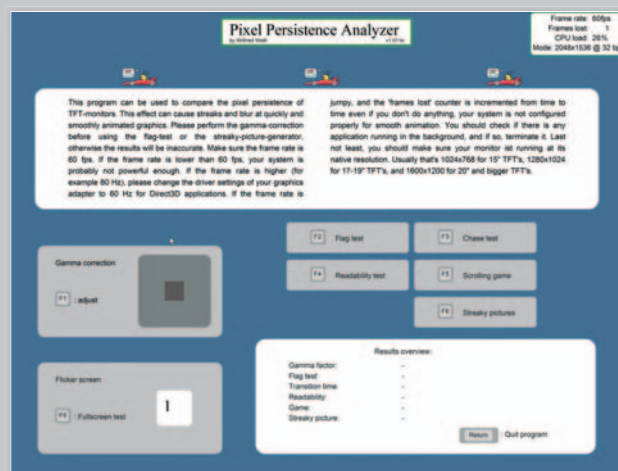 Pixel Persistence Analyzer
by Wilfried Welti
Frame rate: 60fps
Frames lost: 1
CPU load: 26%
Mode: 2048x1536 @ 32 bp
This program can be used to compare the pixel persistence of
TFT-monitors. This effect can cause streaks and blur at quickly and
smoothly animated graphics. Please perform the gamma-correction
before using the flag-test or the streaky-picture-generator,
otherwise the results will be inaccurate. Make sure the frame rate is
60 fps. If the frame rate is lower than 60 fps, your system is
probably not powerful enough. If the frame rate is higher (for
example 80 Hz), please change the driver settings of your graphics
adapter to 60 Hz for Direct3D applications. If the frame rate is
jumpy, and the 'frames lost' counter is incremented from time to
time even if you don't do anything, your system is not configured
properly for smooth animation. You should check if there is any
application running in the background, and if so, terminate it. Last
not least, you should make sure your monitor ist running at its
native resolution. Usually that's 1024x768 for 15" TFT's, 1280x1024
for 17-19" TFT's, and 1600x1200 for 20" and bigger TFT's.
Gamma correction:
F1 : adjust
F2 : Flag test
F3 : Chase test
F4 : Readability test
F5 : Scrolling game
F6 : Streaky pictures
Flicker screen:
: Fullscreen test
1
Results overview:
Gamma factor: -
Flag test: -
Transition time: -
Readability: -
Game: -
Streaky picture: -
Return : Quit program